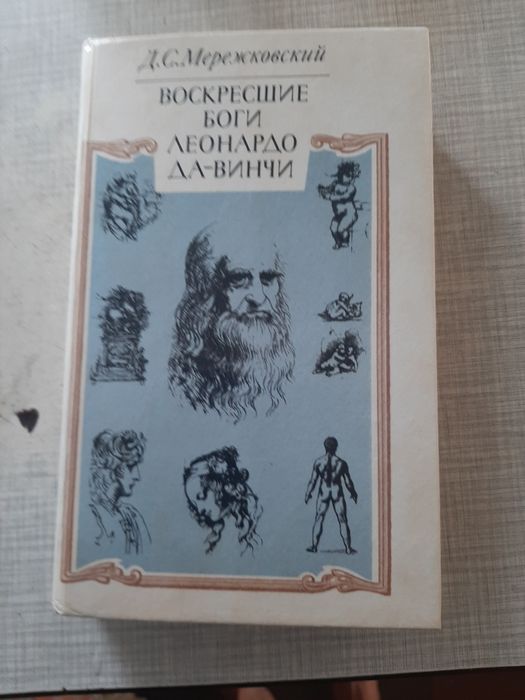 Д.С.Мережковский
ВОСКРЕСШИЕ
БОГИ
ЛЕОНАРДО
ДА-ВИНЧИ